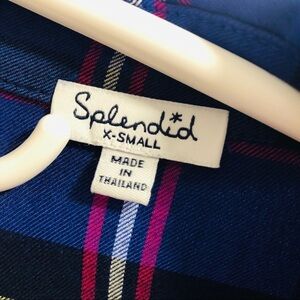 Splendid*
X-SMALL
MADE
IN
THAILAND